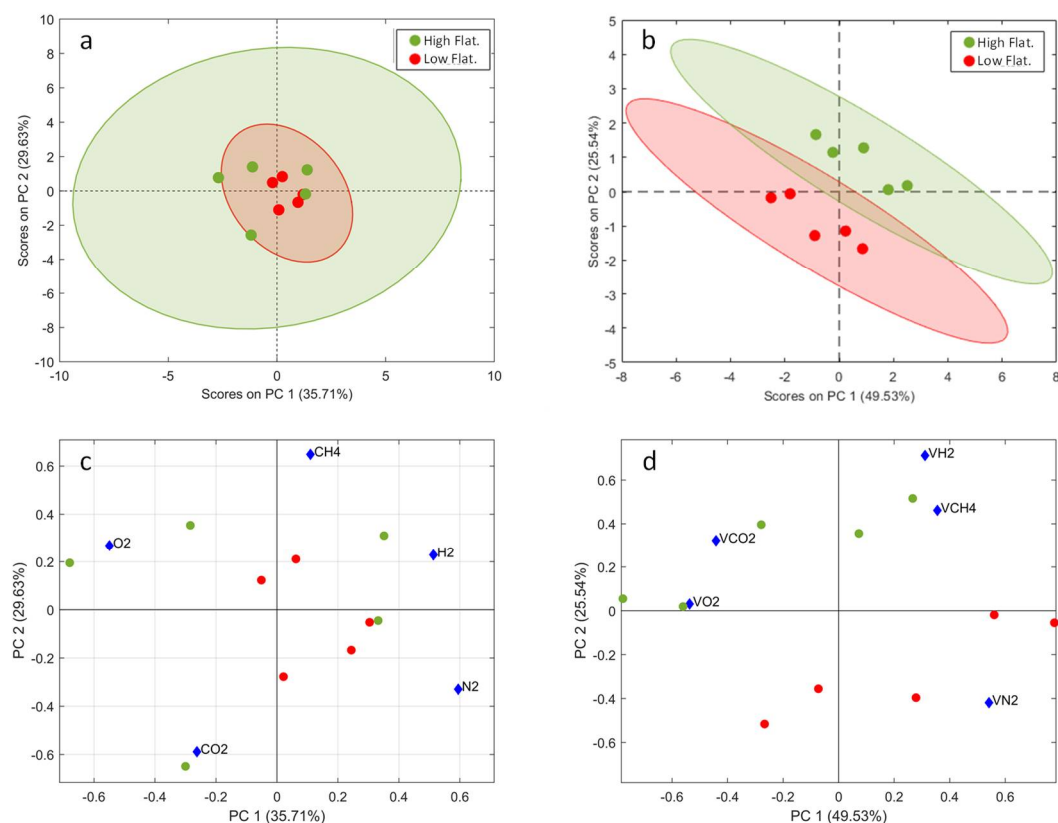 a
High Flat.
Low Flat.
10
8
6
4
2
0
-2
-4
-6
-8
-10
-10
-5
0
5
10
Scores on PC 2 (29.63%)
Scores on PC 1 (35.71%)
b
High Flat.
Low Flat.
5
4
3
2
1
0
-1
-2
-3
-4
-5
-8
-6
-4
-2
0
2
4
6
8
Scores on PC 2 (25.54%)
Scores on PC 1 (49.53%)
c
CH4
O2
H2
N2
CO2
0.6
0.4
0.2
0
-0.2
-0.4
-0.6
-0.6
-0.4
-0.2
0
0.2
0.4
0.6
PC 2 (29.63%)
PC 1 (35.71%)
d
VH2
VCH4
VCO2
VO2
VN2
0.6
0.4
0.2
0
-0.2
-0.4
-0.6
-0.6
-0.4
-0.2
0
0.2
0.4
0.6
PC 2 (25.54%)
PC 1 (49.53%)